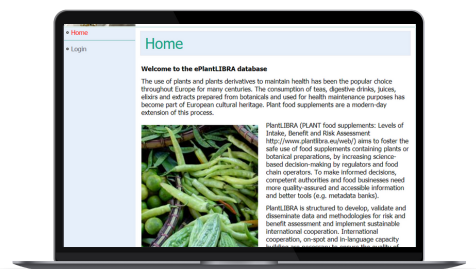 Home
Login
Home
Welcome to the ePlantLIBRA database
The use of plants and plants derivatives to maintain health has been the popular choice
throughout Europe for many centuries. The consumption of teas, digestive drinks, juices,
elixirs and extracts prepared from botanicals and used for health maintenance purposes has
become part of European cultural heritage. Plant food supplements are a modern-day
extension of this process.
PlantLIBRA (PLANT food supplements: Levels of
Intake, Benefit and Risk Assessment
http://www.plantlibra.eu/web/) aims to foster the
safe use of food supplements containing plants or
botanical preparations, by increasing science-
based decision-making by regulators and food
chain operators. To make informed decisions,
competent authorities and food businesses need
more quality-assured and accessible information
and better tools (e.g. metadata banks).
PlantLIBRA is structured to develop, validate and
disseminate data and methodologies for risk and
benefit assessment and implement sustainable
international cooperation. International
cooperation, on-spot and in-language capacity
building are necessary to ensure the quality of